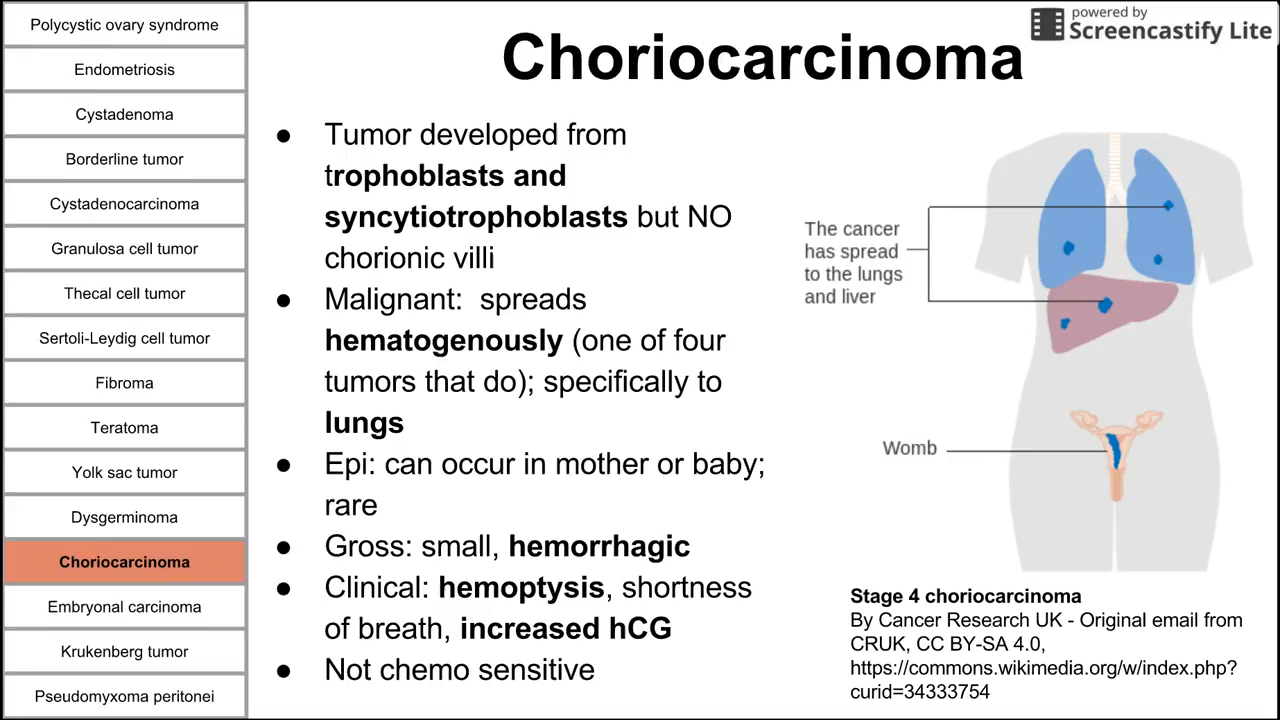 Polycystic ovary syndrome
Endometriosis
Cystadenoma
Borderline tumor
Cystadenocarcinoma
Granulosa cell tumor
Thecal cell tumor
Sertoli-Leydig cell tumor
Fibroma
Teratoma
Yolk sac tumor
Dysgerminoma
Choriocarcinoma
Embryonal carcinoma
Krukenberg tumor
Pseudomyxoma peritonei
powered by
Screencastify Lite
Choriocarcinoma
● Tumor developed from
trophoblasts and
syncytiotrophoblasts but NO
chorionic villi
● Malignant: spreads
hematogenously (one of four
tumors that do); specifically to
lungs
● Epi: can occur in mother or baby;
rare
● Gross: small, hemorrhagic
● Clinical: hemoptysis, shortness
of breath, increased hCG
● Not chemo sensitive
The cancer
has spread
to the lungs
and liver
Womb
Stage 4 choriocarcinoma
By Cancer Research UK - Original email from
CRUK, CC BY-SA 4.0,
https://commons.wikimedia.org/w/index.php?
curid=34333754